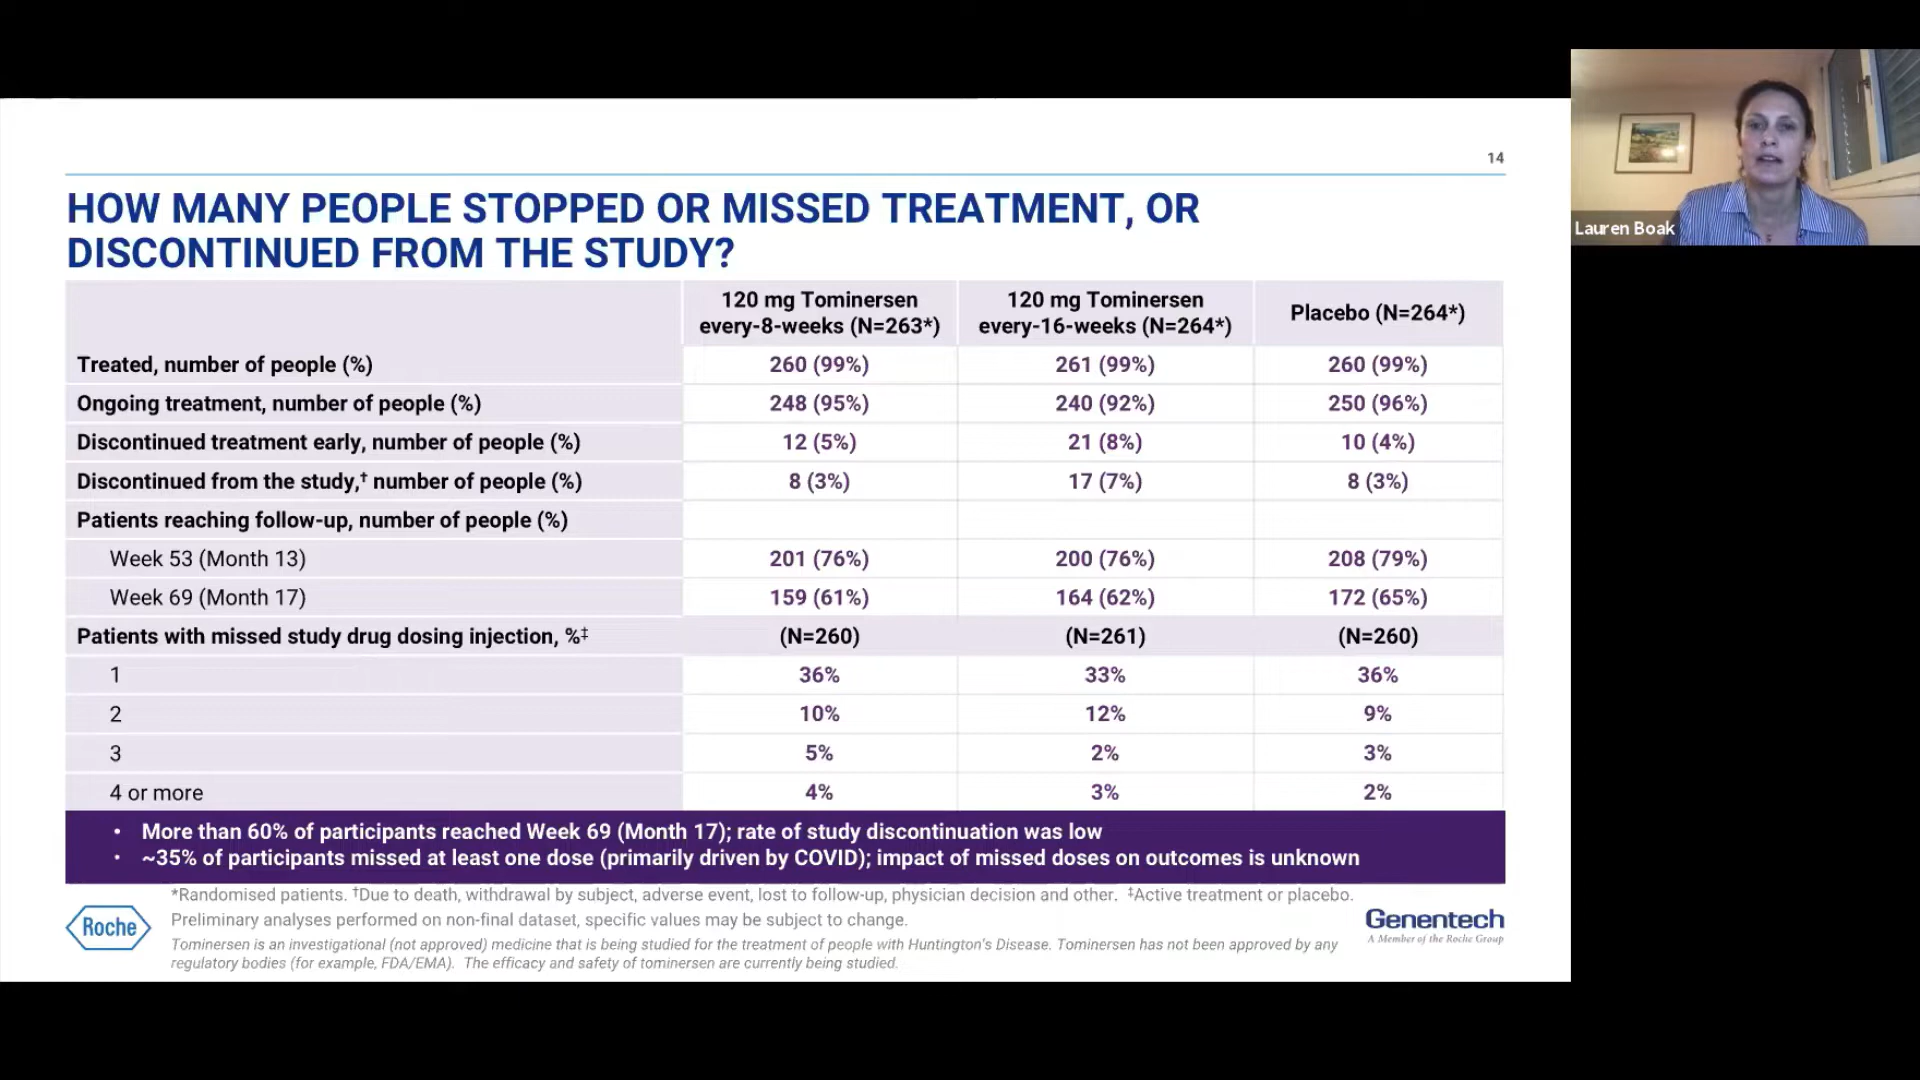 14
HOW MANY PEOPLE STOPPED OR MISSED TREATMENT, OR
DISCONTINUED FROM THE STUDY?
120 mg Tominersen
every-8-weeks (N=263*)
120 mg Tominersen
every-16-weeks (N=264*)
Placebo (N=264*)
Treated, number of people (%) 260 (99%) 261 (99%) 260 (99%)
Ongoing treatment, number of people (%) 248 (95%) 240 (92%) 250 (96%)
Discontinued treatment early, number of people (%) 12 (5%) 21 (8%) 10 (4%)
Discontinued from the study,† number of people (%) 8 (3%) 17 (7%) 8 (3%)
Patients reaching follow-up, number of people (%)
Week 53 (Month 13) 201 (76%) 200 (76%) 208 (79%)
Week 69 (Month 17) 159 (61%) 164 (62%) 172 (65%)
Patients with missed study drug dosing injection, %‡ (N=260) (N=261) (N=260)
1 36% 33% 36%
2 10% 12% 9%
3 5% 2% 3%
4 or more 4% 3% 2%
• More than 60% of participants reached Week 69 (Month 17); rate of study discontinuation was low
• ~35% of participants missed at least one dose (primarily driven by COVID); impact of missed doses on outcomes is unknown
*Randomised patients. †Due to death, withdrawal by subject, adverse event, lost to follow-up, physician decision and other. ‡Active treatment or placebo.
Preliminary analyses performed on non-final dataset, specific values may be subject to change.
Tominersen is an investigational (not approved) medicine that is being studied for the treatment of people with Huntington's Disease. Tominersen has not been approved by any
regulatory bodies (for example, FDA/EMA). The efficacy and safety of tominersen are currently being studied.
Roche
Genentech
A Member of the Roche Group
Lauren Boak